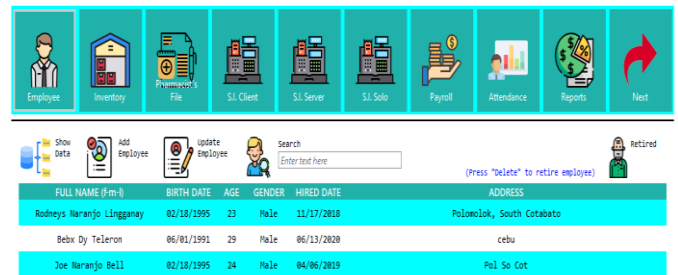 Employee Inventory Pharmacist's File S.I. Client S.I. Server S.I. Solo Payroll Attendance Reports Next
Show Data Add Employee Update Employee Search Retired
Enter text here
(Press "Delete" to retire employee)
FULL NAME (f-m-l) BIRTH DATE AGE GENDER HIRED DATE ADDRESS
Rodneys Naranjo Lingganay 02/18/1995 23 Male 11/17/2018 Polomolok, South Cotabato
Bebx Dy Teleron 06/01/1991 29 Male 06/13/2020 cebu
Joe Naranjo Bell 02/18/1995 24 Male 04/06/2019 Pol So Cot